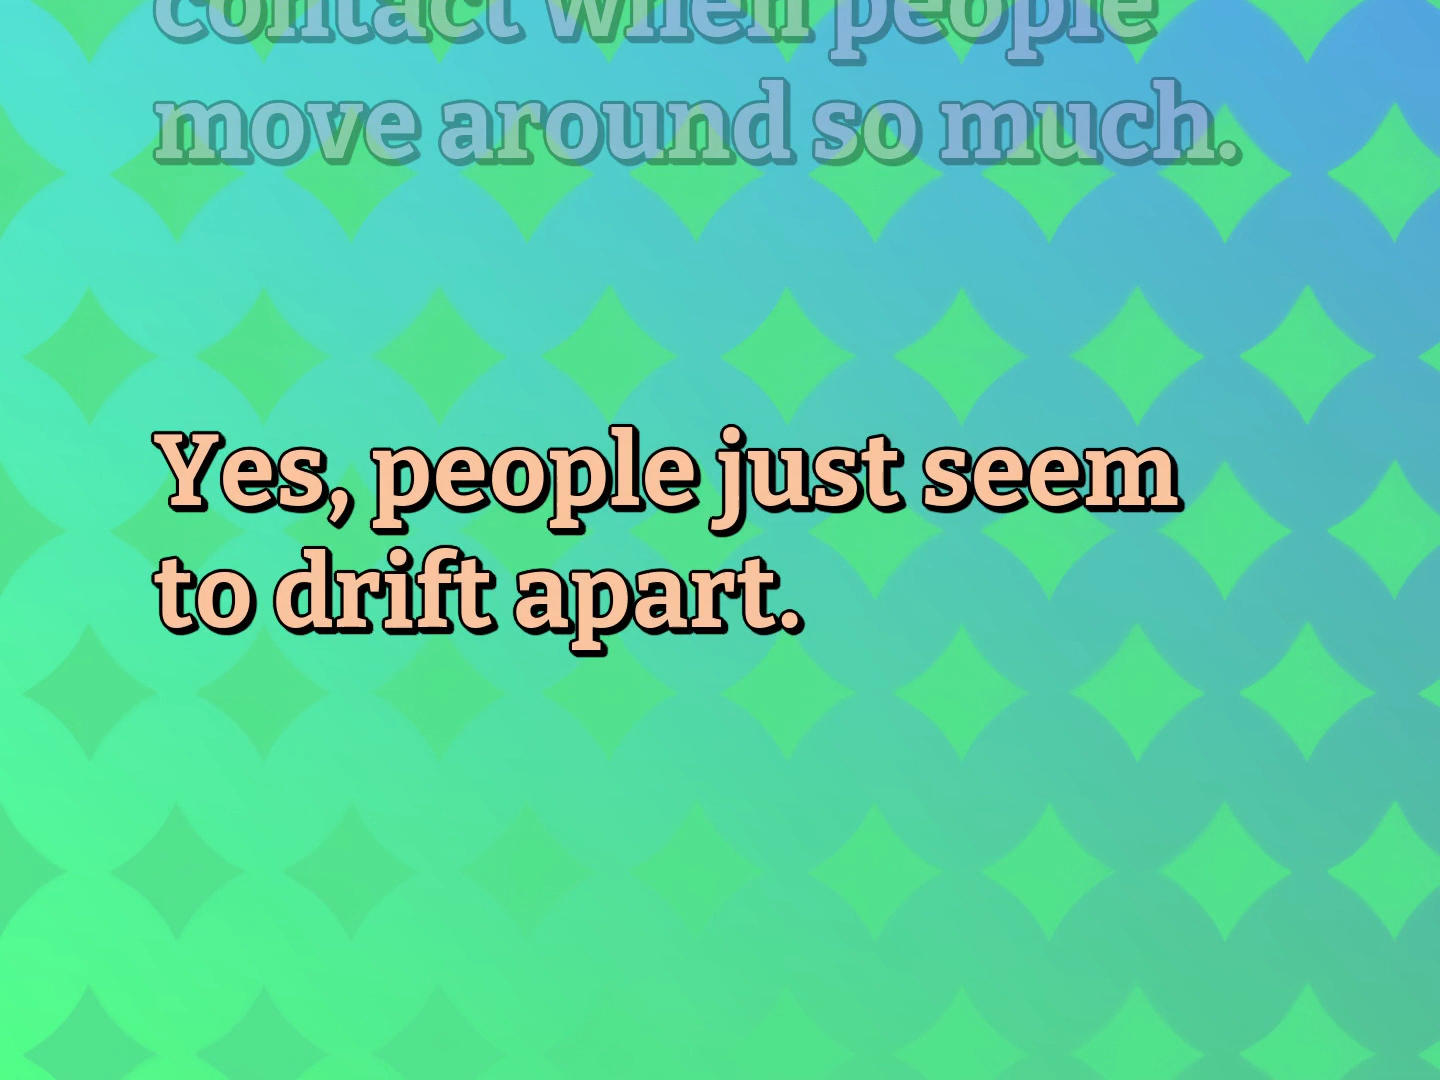 contact when people
move around so much.
Yes, people just seem
to drift apart.